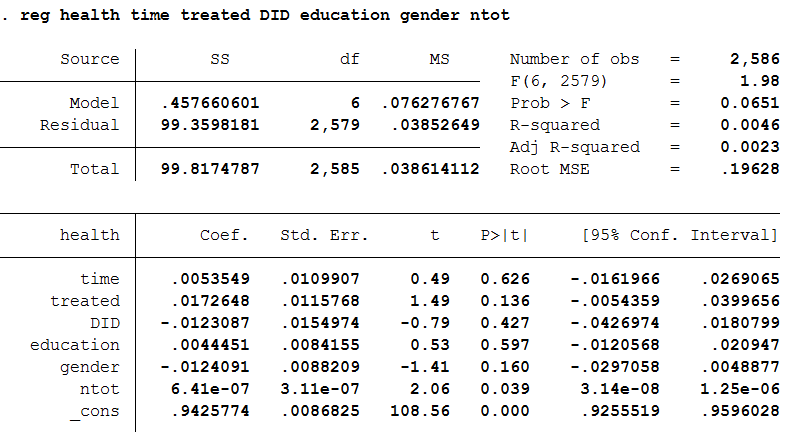 . reg health time treated DID education gender ntot
Source SS df MS Number of obs = 2,586
F(6, 2579) = 1.98
Model .457660601 6 .076276767 Prob > F = 0.0651
Residual 99.3598181 2,579 .03852649 R-squared = 0.0046
Adj R-squared = 0.0023
Total 99.8174787 2,585 .038614112 Root MSE = .19628
health Coef. Std. Err. t P>|t| [95% Conf. Interval]
time .0053549 .0109907 0.49 0.626 -.0161966 .0269065
treated .0172648 .0115768 1.49 0.136 -.0054359 .0399656
DID -.0123087 .0154974 -0.79 0.427 -.0426974 .0180799
education .0044451 .0084155 0.53 0.597 -.0120568 .020947
gender -.0124091 .0088209 -1.41 0.160 -.0297058 .0048877
ntot 6.41e-07 3.11e-07 2.06 0.039 3.14e-08 1.25e-06
_cons .9425774 .0086825 108.56 0.000 .9255519 .9596028